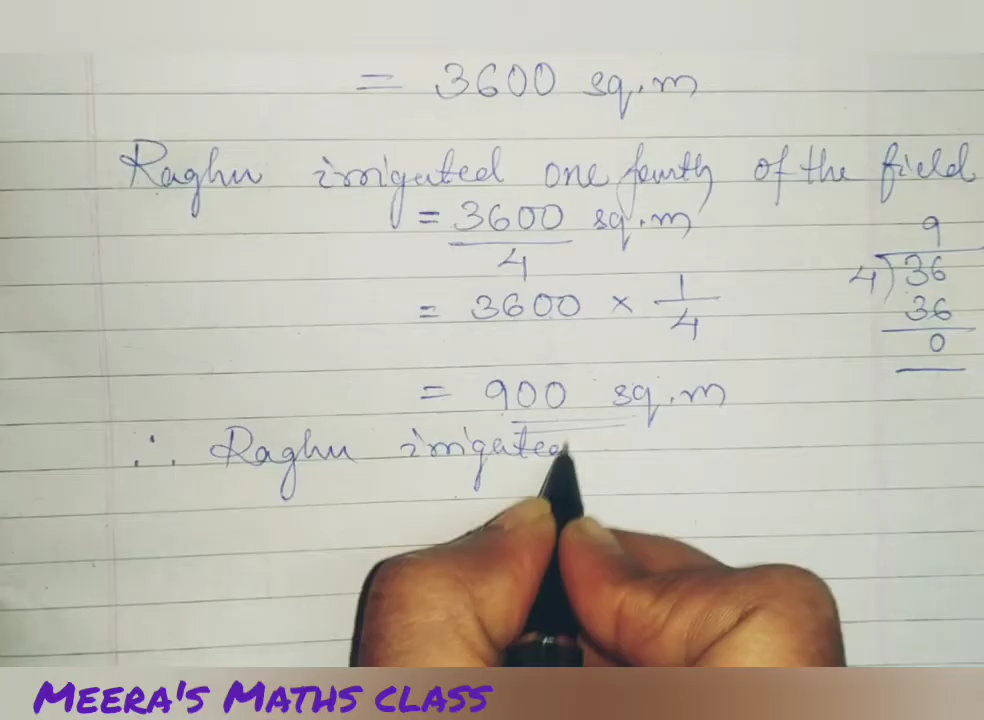 = 3600 sq.m
Raghu irrigated one fourth of the field
= 3600/4 sq.m
= 3600 × 1/4
= 900 sq.m
∴ Raghu irrigated
9
4)36
36
0
MEERA'S MATHS CLASS